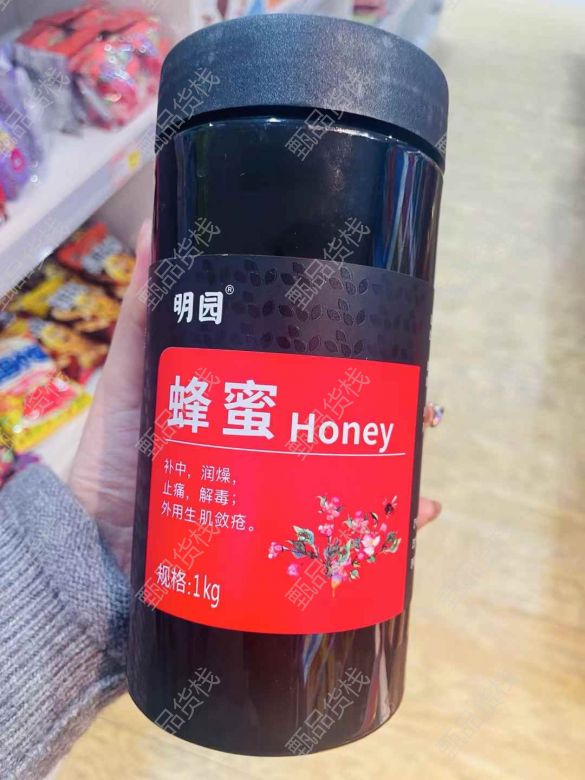 明园®
蜂蜜 Honey
补中，润燥，
止痛，解毒；
外用生肌敛疮。
规格:1kg
甄品货栈